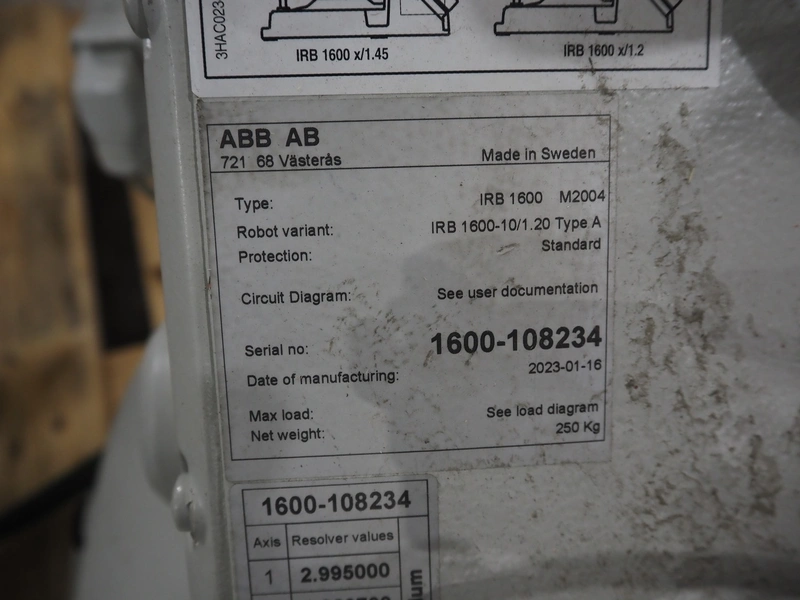 3HAC023
IRB 1600 x/1.45
IRB 1600 x/1.2
ABB AB
721 68 Västerås
Made in Sweden
Type: IRB 1600 M2004
Robot variant: IRB 1600-10/1.20 Type A
Protection: Standard
Circuit Diagram: See user documentation
Serial no: 1600-108234
Date of manufacturing: 2023-01-16
Max load: See load diagram
Net weight: 250 Kg
1600-108234
Axis Resolver values
1 2.995000